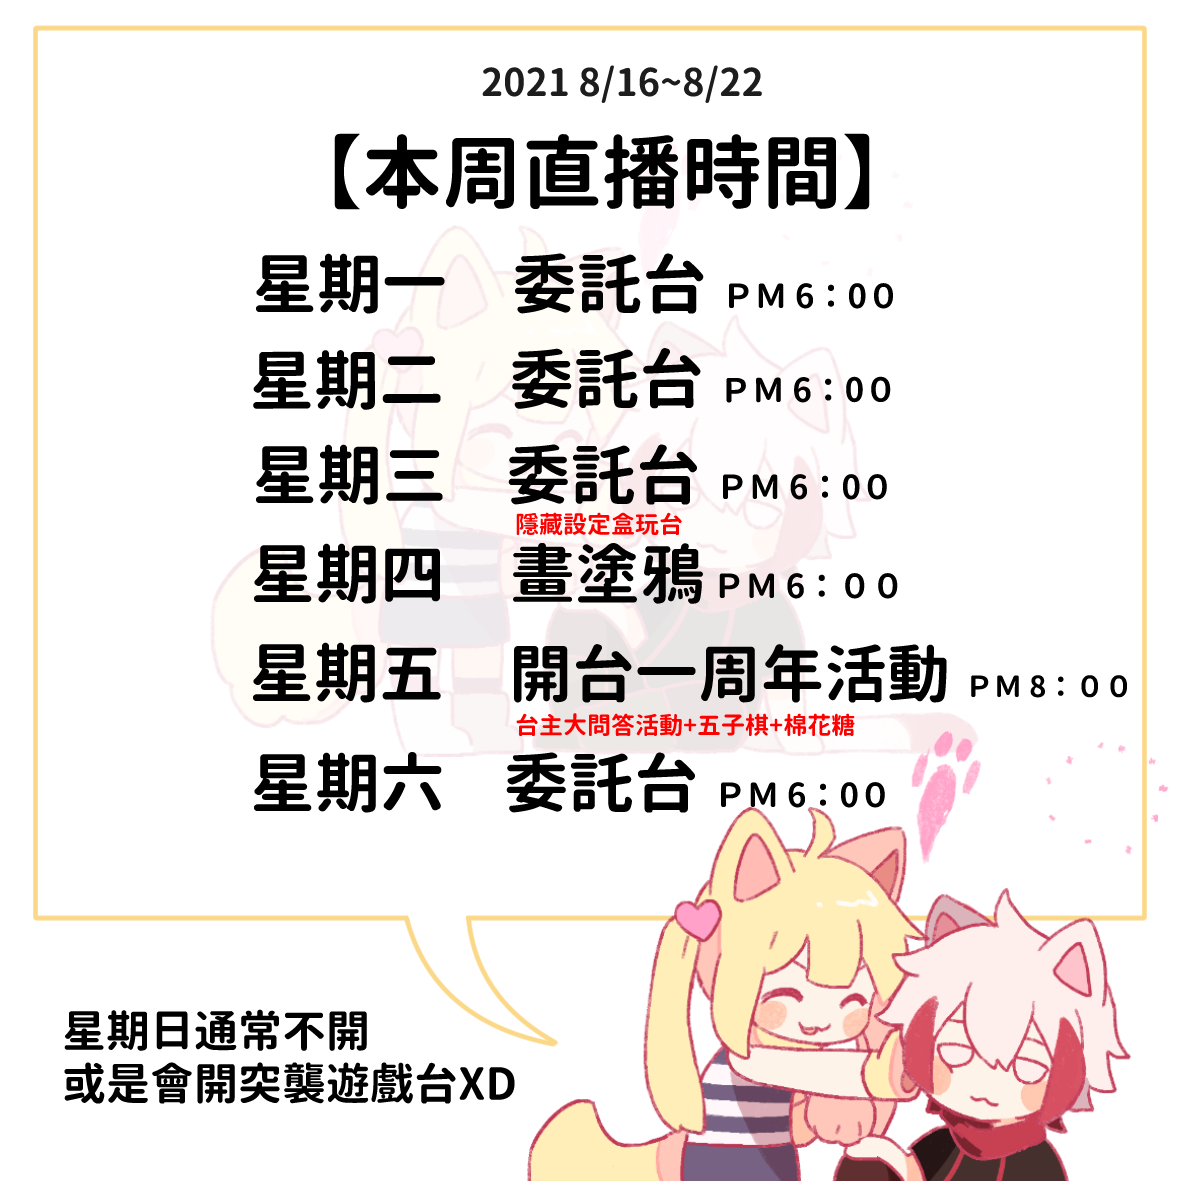 2021 8/16~8/22
【本周直播時間】
星期一 委託台 PM6:00
星期二 委託台 PM6:00
星期三 委託台 PM6:00
隱藏設定盒玩台
星期四 畫塗鴉 PM6:00
星期五 開台一周年活動 PM8:00
台主大問答活動+五子棋+棉花糖
星期六 委託台 PM6:00
星期日通常不開
或是會開突襲遊戲台XD